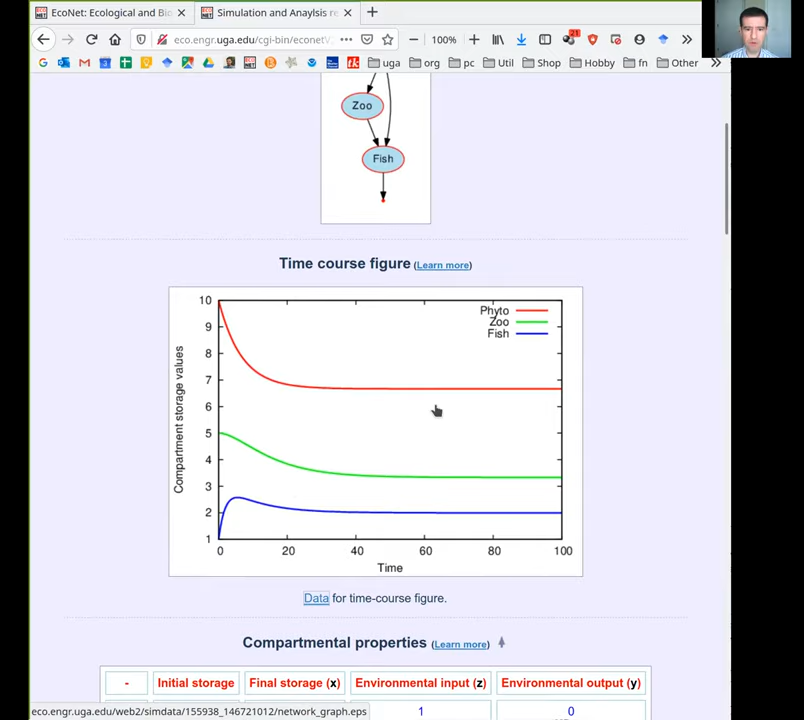 EcoNet: Ecological and Bi
Simulation and Anaylsis re
eco.engr.uga.edu/cgi-bin/econetV
100%
21
uga
org
pc
Util
Shop
Hobby
fn
Other
Zoo
Fish
Time course figure (Learn more)
10
9
8
7
6
5
4
3
2
1
Compartment storage values
Phyto
Zoo
Fish
0 20 40 60 80 100
Time
Data for time-course figure.
Compartmental properties (Learn more)
- Initial storage Final storage (x) Environmental input (z) Environmental output (y)
1 0
eco.engr.uga.edu/web2/simdata/155938_146721012/network_graph.eps